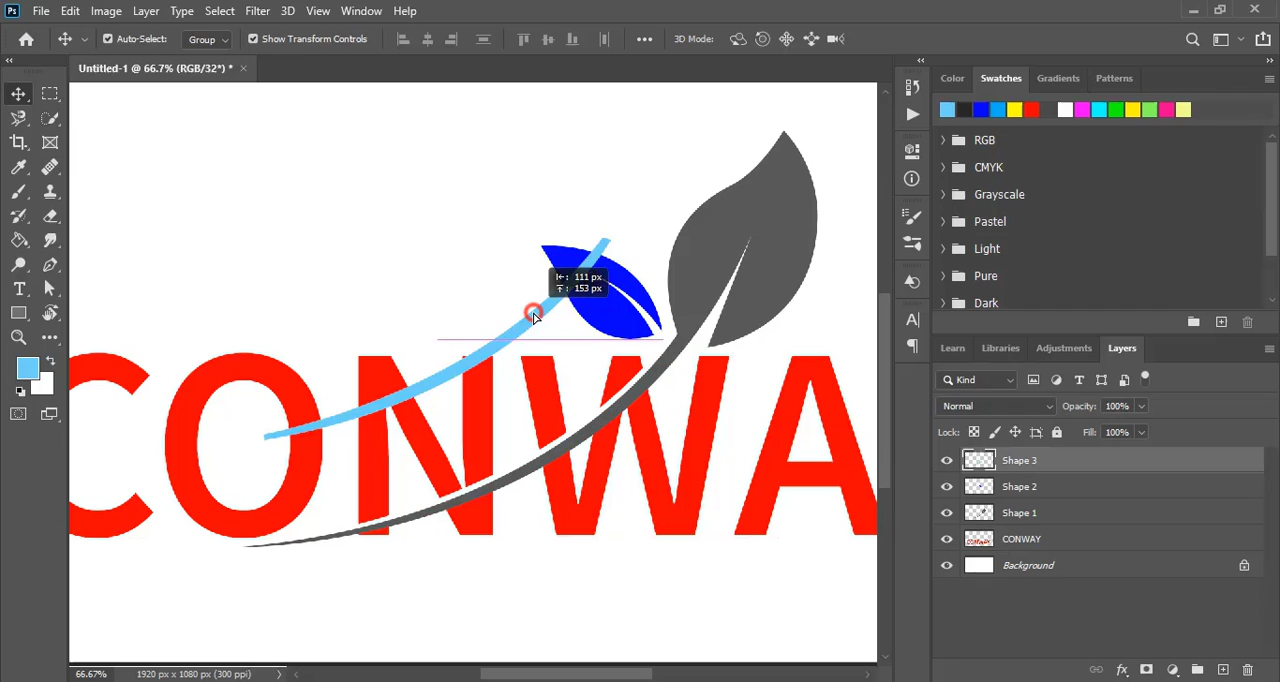 Ps File Edit Image Layer Type Select Filter 3D View Window Help
Auto-Select: Group Show Transform Controls 3D Mode:
Untitled-1 @ 66.7% (RGB/32*) *
Color Swatches Gradients Patterns
RGB
CMYK
Grayscale
Pastel
Light
Pure
Dark
111 px
153 px
CONWA
Learn Libraries Adjustments Layers
Kind
Normal Opacity: 100%
Lock: Fill: 100%
Shape 3
Shape 2
Shape 1
CONWAY
Background
66.67% 1920 px x 1080 px (300 ppi)